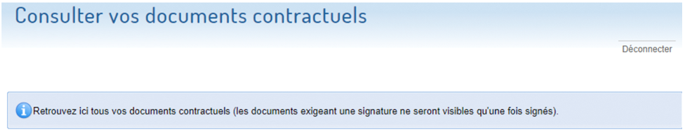 Consulter vos documents contractuels
Déconnecter
Retrouvez ici tous vos documents contractuels (les documents exigeant une signature ne seront visibles qu'une fois signés).